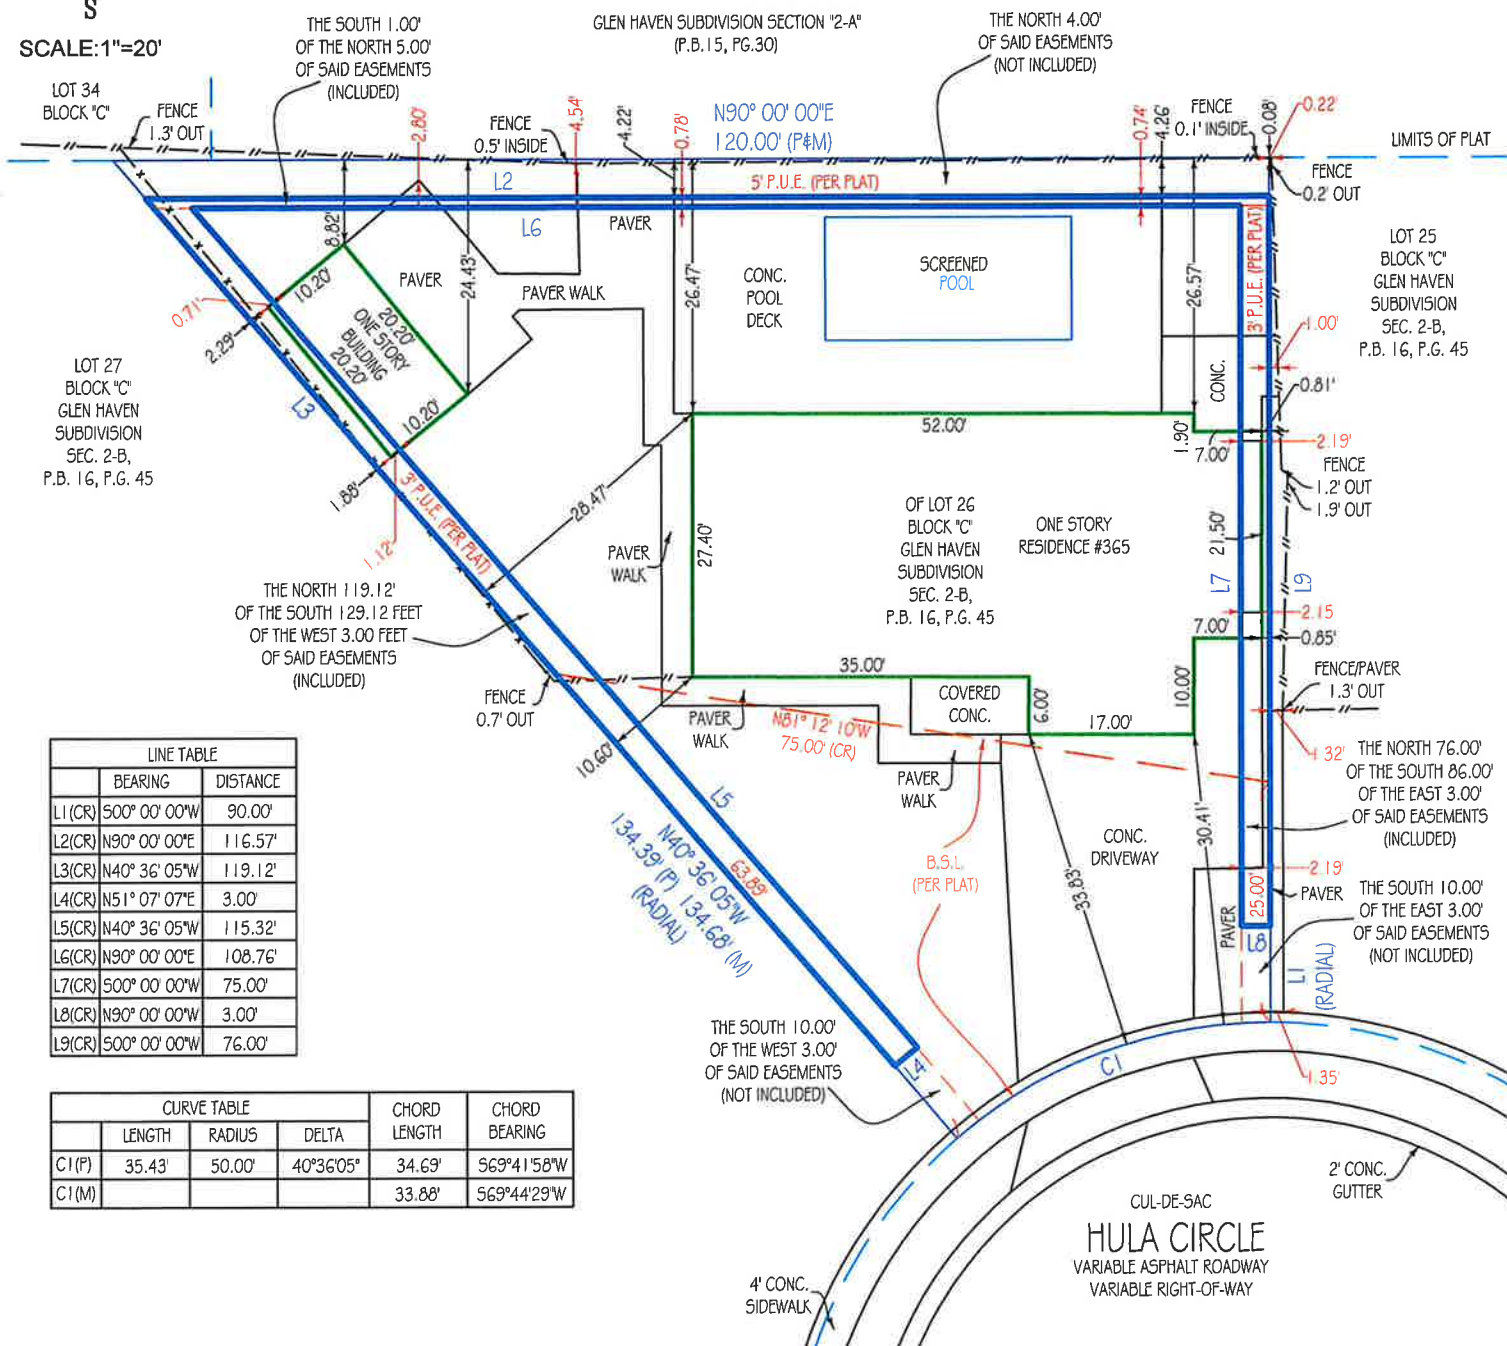 S
SCALE:1"=20'
THE SOUTH 1.00'
OF THE NORTH 5.00'
OF SAID EASEMENTS
(INCLUDED)
GLEN HAVEN SUBDIVISION SECTION "2-A"
(P.B.15, PG.30)
THE NORTH 4.00'
OF SAID EASEMENTS
(NOT INCLUDED)
LOT 34
BLOCK "C"
FENCE
1.3' OUT
2.80'
FENCE
0.5' INSIDE
4.54'
4.22'
0.78'
N90° 00' 00"E
120.00' (P&M)
0.74'
4.26'
FENCE
0.1' INSIDE
0.08'
0.22'
LIMITS OF PLAT
FENCE
0.2' OUT
L2
5' P.U.E. (PER PLAT)
L6
PAVER
8.82'
24.43'
PAVER
PAVER WALK
26.47'
CONC.
POOL
DECK
SCREENED
POOL
26.57'
3' P.U.E. (PER PLAT)
LOT 25
BLOCK "C"
GLEN HAVEN
SUBDIVISION
SEC. 2-B,
P.B. 16, P.G. 45
10.20'
0.71'
2.29'
20.20'
ONE STORY
BUILDING
20.20'
10.20'
L3
LOT 27
BLOCK "C"
GLEN HAVEN
SUBDIVISION
SEC. 2-B,
P.B. 16, P.G. 45
1.00'
0.81'
CONC.
52.00'
1.90'
7.00'
2.19'
FENCE
1.2' OUT
1.9' OUT
1.88'
1.12'
3' P.U.E. (PER PLAT)
28.47'
27.40'
PAVER
WALK
OF LOT 26
BLOCK "C"
GLEN HAVEN
SUBDIVISION
SEC. 2-B,
P.B. 16, P.G. 45
ONE STORY
RESIDENCE #365
21.50'
L7
L9
THE NORTH 119.12'
OF THE SOUTH 129.12 FEET
OF THE WEST 3.00 FEET
OF SAID EASEMENTS
(INCLUDED)
7.00'
2.15
0.85'
FENCE
0.7' OUT
35.00'
COVERED
CONC.
6.00'
17.00'
10.00'
FENCE/PAVER
1.3' OUT
PAVER
WALK
N81° 12' 10"W
75.00' (CR)
10.60'
PAVER
WALK
1.32'
THE NORTH 76.00'
OF THE SOUTH 86.00'
OF THE EAST 3.00'
OF SAID EASEMENTS
(INCLUDED)
L5
63.89'
N40° 36' 05"W
134.39' (P) 134.68' (M)
(RADIAL)
B.S.L.
(PER PLAT)
33.83'
CONC.
DRIVEWAY
30.41'
2.19'
PAVER
25.00'
PAVER
L8
THE SOUTH 10.00'
OF THE EAST 3.00'
OF SAID EASEMENTS
(NOT INCLUDED)
L1
(RADIAL)
LINE TABLE
BEARING DISTANCE
L1(CR) S00° 00' 00"W 90.00'
L2(CR) N90° 00' 00"E 116.57'
L3(CR) N40° 36' 05"W 119.12'
L4(CR) N51° 07' 07"E 3.00'
L5(CR) N40° 36' 05"W 115.32'
L6(CR) N90° 00' 00"E 108.76'
L7(CR) S00° 00' 00"W 75.00'
L8(CR) N90° 00' 00"W 3.00'
L9(CR) S00° 00' 00"W 76.00'
THE SOUTH 10.00'
OF THE WEST 3.00'
OF SAID EASEMENTS
(NOT INCLUDED)
L4
C1
1.35'
CURVE TABLE CHORD LENGTH CHORD BEARING
LENGTH RADIUS DELTA
C1(P) 35.43' 50.00' 40°36'05" 34.69' S69°41'58"W
C1(M) 33.88' S69°44'29"W
2' CONC.
GUTTER
CUL-DE-SAC
HULA CIRCLE
VARIABLE ASPHALT ROADWAY
VARIABLE RIGHT-OF-WAY
4' CONC.
SIDEWALK